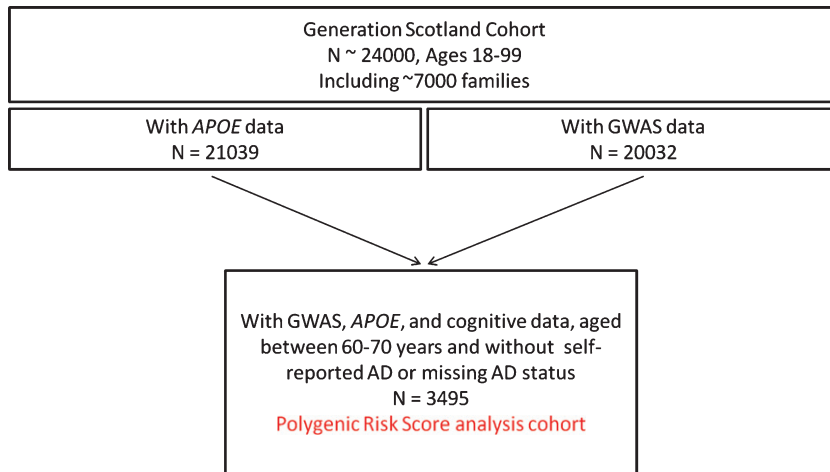 Generation Scotland Cohort
N ~ 24000, Ages 18-99
Including ~7000 families
With APOE data
N = 21039
With GWAS data
N = 20032
With GWAS, APOE, and cognitive data, aged
between 60-70 years and without self-
reported AD or missing AD status
N = 3495
Polygenic Risk Score analysis cohort